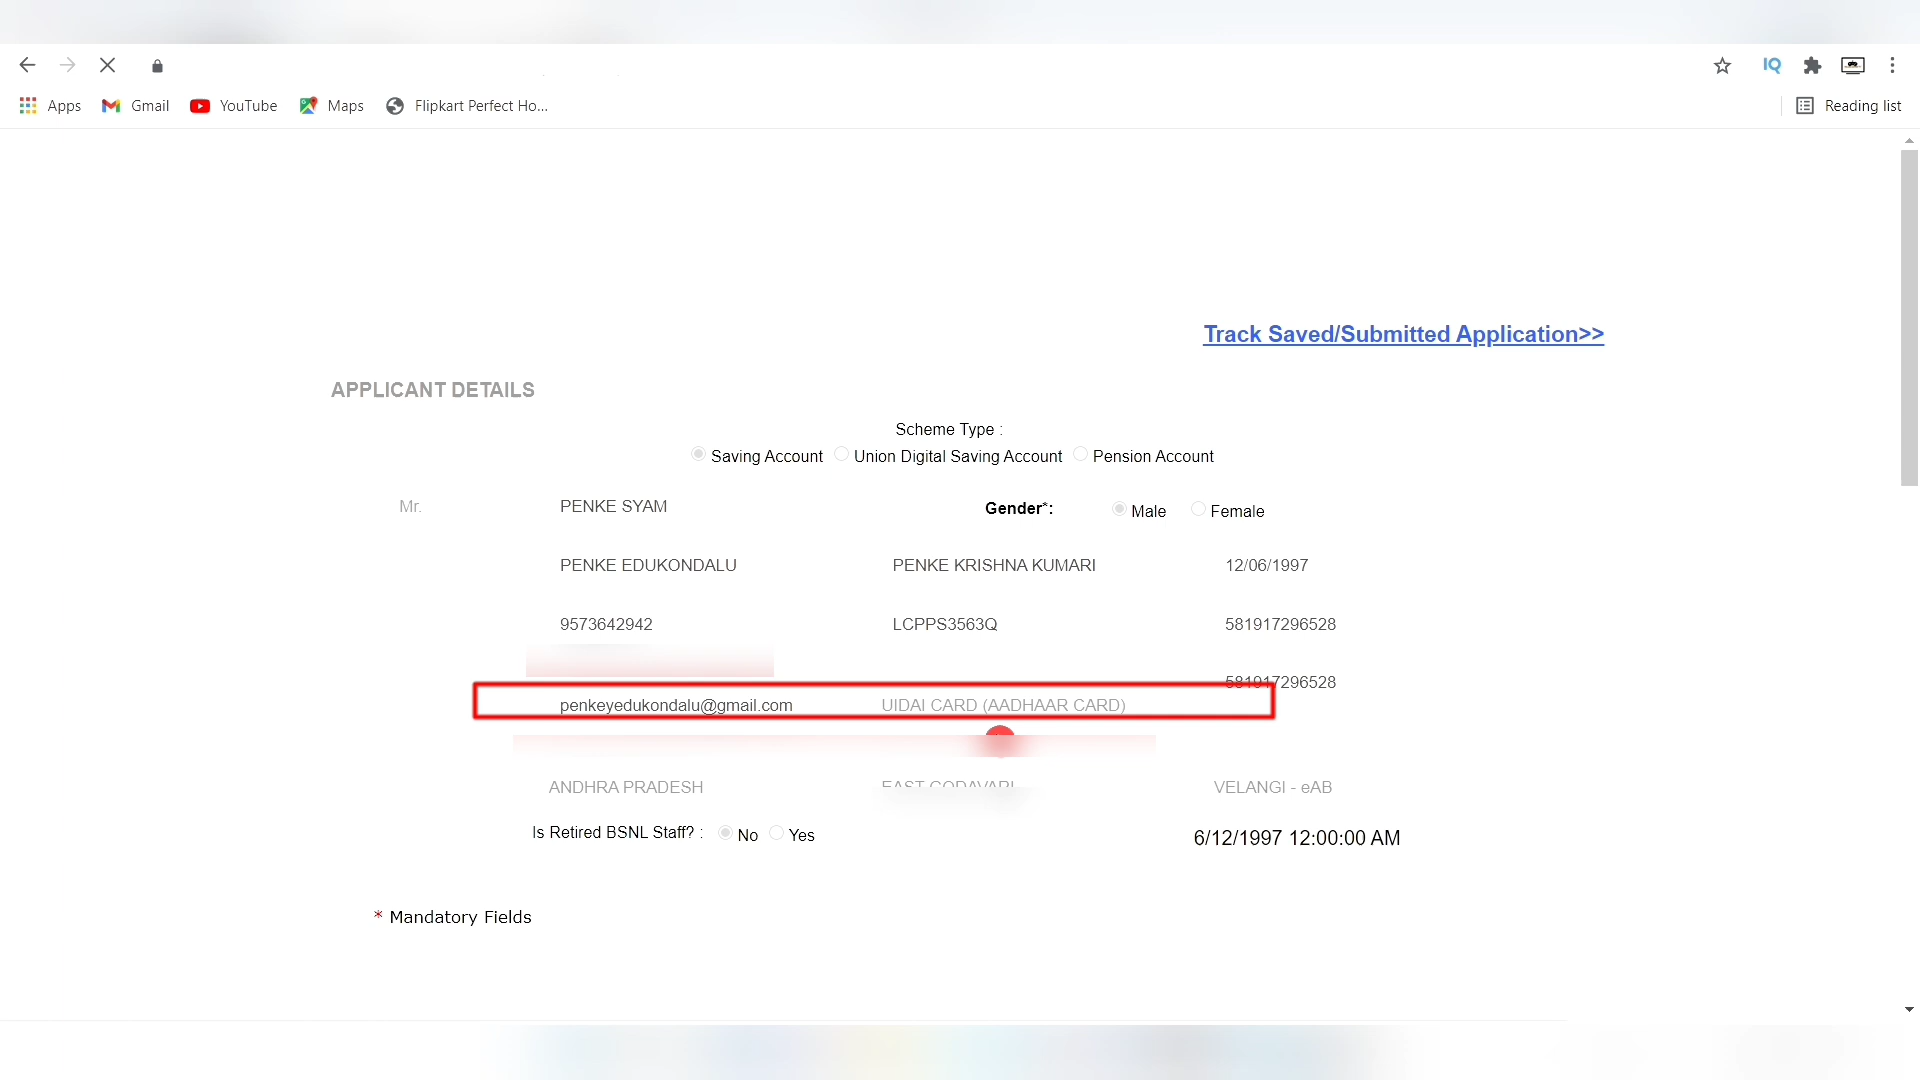 Apps Gmail YouTube Maps Flipkart Perfect Ho... Reading list
Track Saved/Submitted Application>>
APPLICANT DETAILS
Scheme Type :
Saving Account Union Digital Saving Account Pension Account
Mr. PENKE SYAM Gender*: Male Female
PENKE EDUKONDALU PENKE KRISHNA KUMARI 12/06/1997
9573642942 LCPPS3563Q 581917296528
581917296528
penkeyedukondalu@gmail.com UIDAI CARD (AADHAAR CARD)
ANDHRA PRADESH EAST GODAVARI VELANGI - eAB
Is Retired BSNL Staff? : No Yes 6/12/1997 12:00:00 AM
* Mandatory Fields